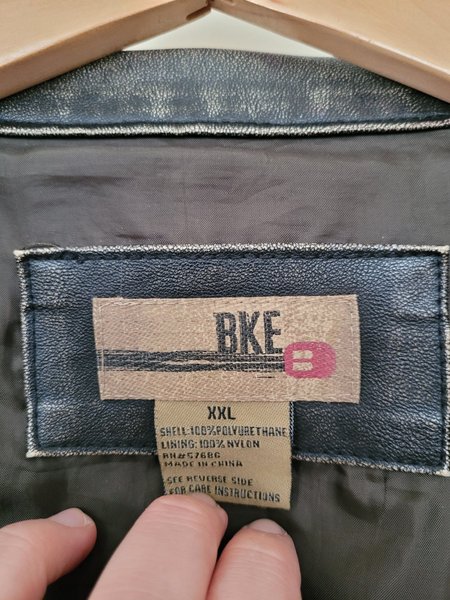 BKE
B
XXL
SHELL:100%POLYURETHANE
LINING:100% NYLON
RN#57686
MADE IN CHINA
SEE REVERSE SIDE
FOR CARE INSTRUCTIONS